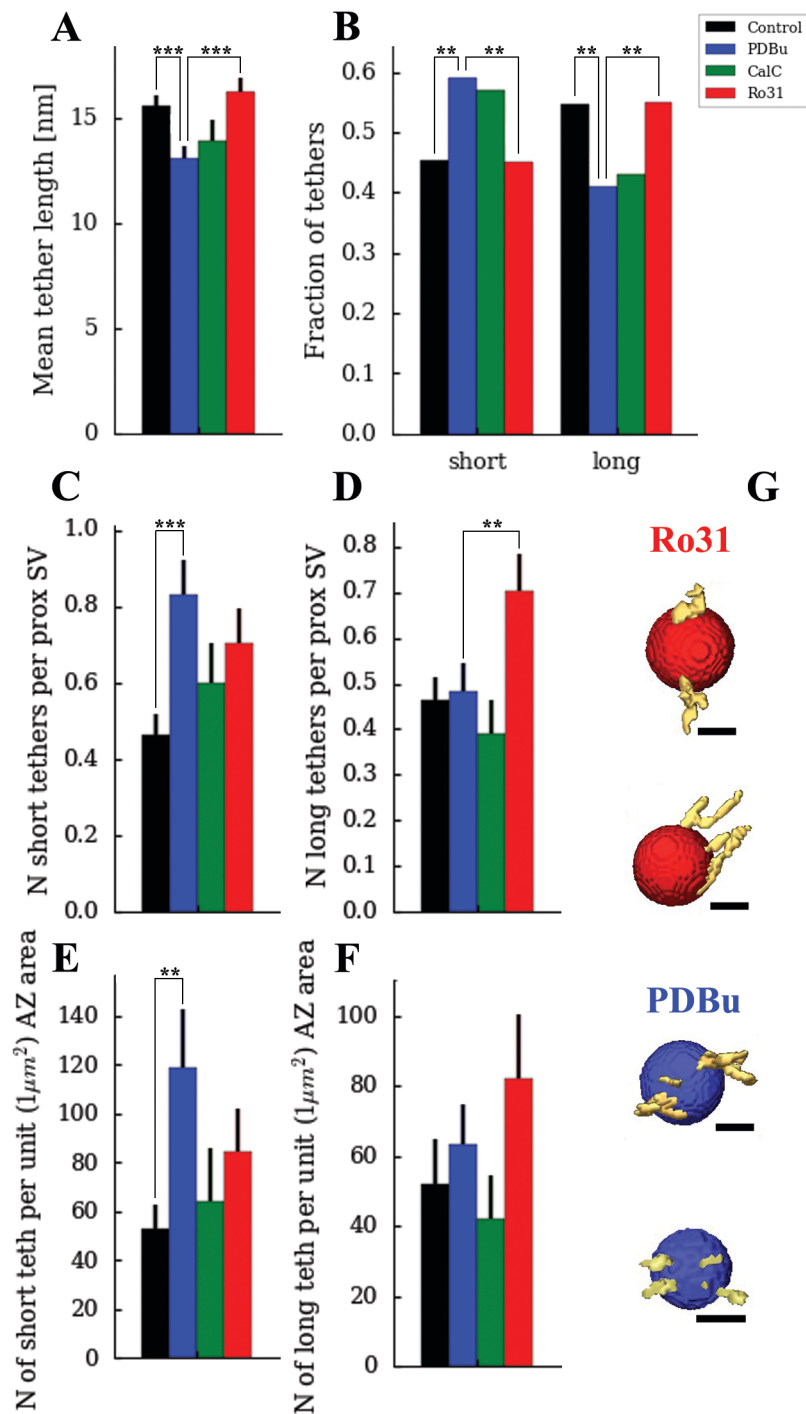 A
B
Control
PDBu
CalC
Ro31
*** ***
** ** ** **
Mean tether length [nm]
15
10
5
0
Fraction of tethers
0.6
0.5
0.4
0.3
0.2
0.1
0.0
short long
C
D
G
***
N short tethers per prox SV
1.0
0.8
0.6
0.4
0.2
0.0
**
N long tethers per prox SV
0.8
0.7
0.6
0.5
0.4
0.3
0.2
0.1
0.0
Ro31
E
F
**
N of short teth per unit (1μm²) AZ area
140
120
100
80
60
40
20
0
N of long teth per unit (1μm²) AZ area
100
80
60
40
20
0
PDBu